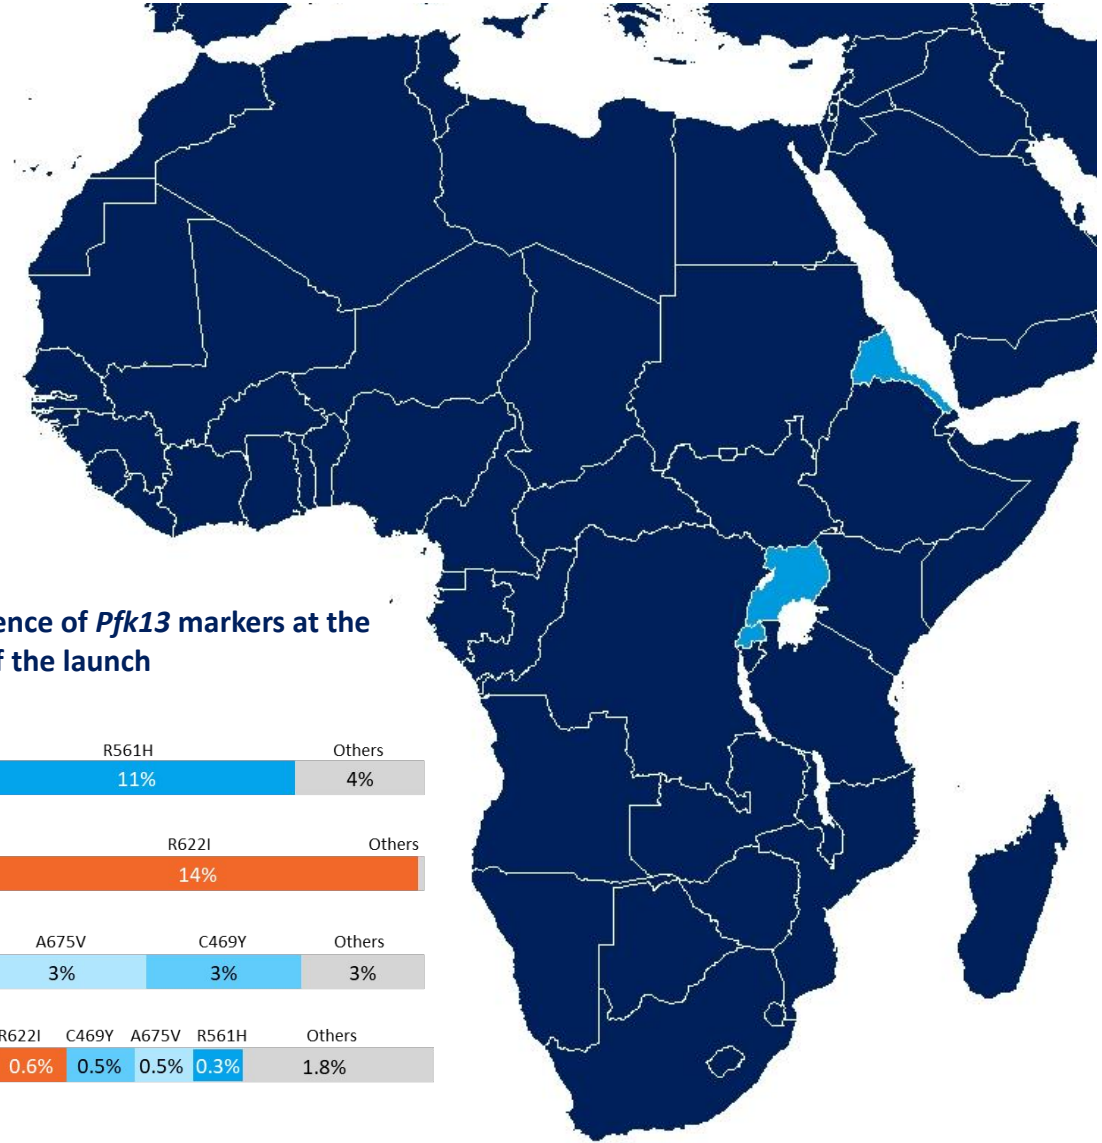 ence of Pfk13 markers at the
f the launch
R561H Others
11% 4%
R622I Others
14%
A675V C469Y Others
3% 3% 3%
R622I C469Y A675V R561H Others
0.6% 0.5% 0.5% 0.3% 1.8%